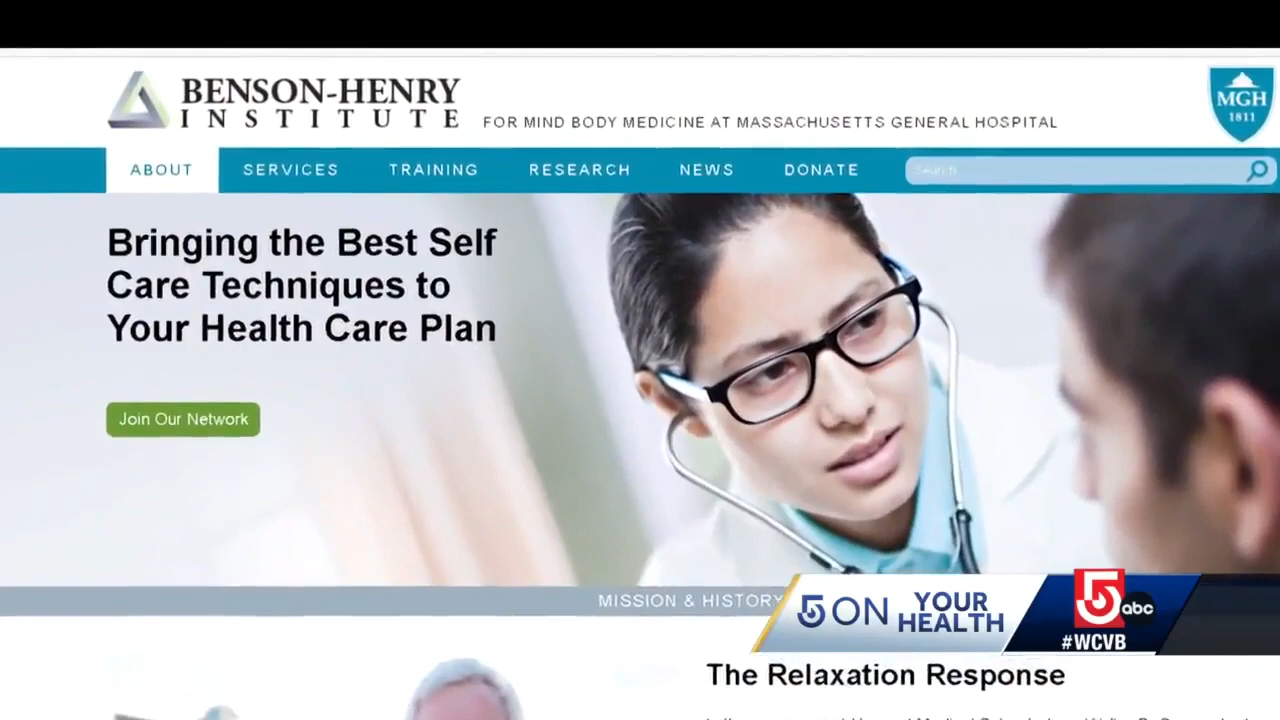 BENSON-HENRY
INSTITUTE
FOR MIND BODY MEDICINE AT MASSACHUSETTS GENERAL HOSPITAL
MGH
1811
ABOUT SERVICES TRAINING RESEARCH NEWS DONATE Search
Bringing the Best Self
Care Techniques to
Your Health Care Plan
Join Our Network
MISSION & HISTORY
5 ON YOUR HEALTH
5 abc
#WCVB
The Relaxation Response